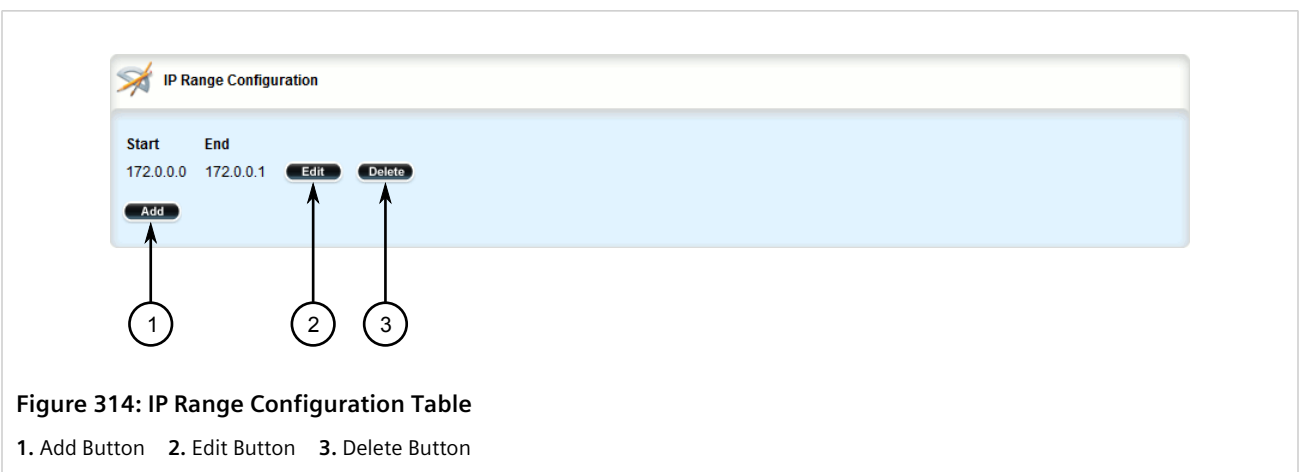 IP Range Configuration
Start End
172.0.0.0 172.0.0.1 Edit Delete
Add
1 2 3
Figure 314: IP Range Configuration Table
1. Add Button 2. Edit Button 3. Delete Button